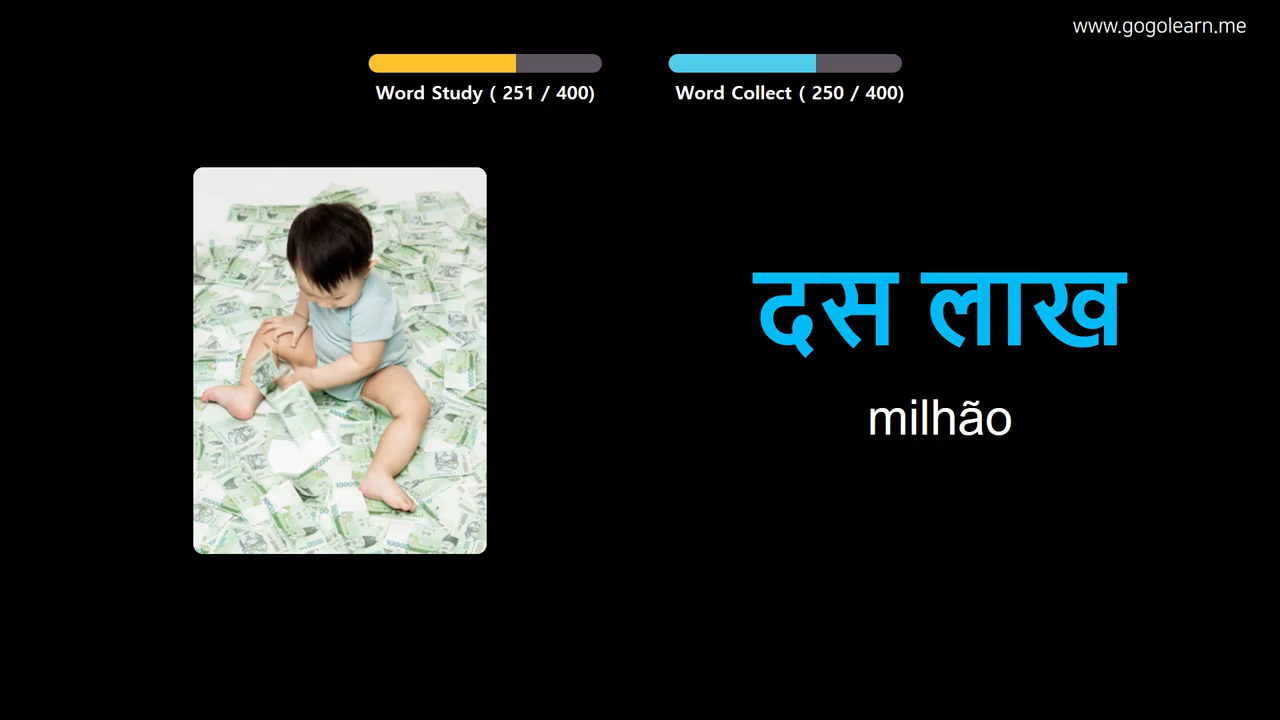 www.gogolearn.me
Word Study ( 251 / 400)
Word Collect ( 250 / 400)
दस लाख
milhão